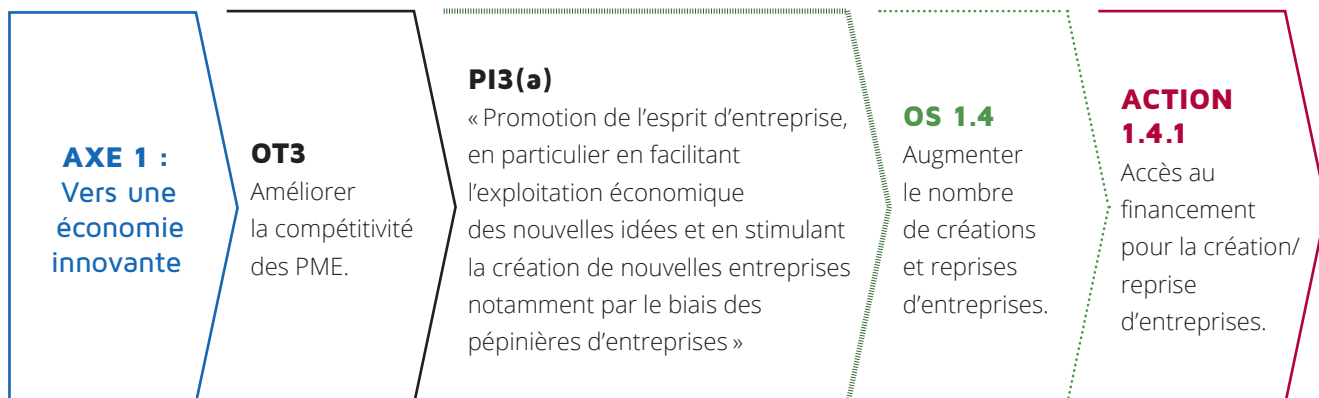 AXE 1 :
Vers une
économie
innovante
OT3
Améliorer
la compétitivité
des PME.
PI3(a)
« Promotion de l’esprit d’entreprise,
en particulier en facilitant
l’exploitation économique
des nouvelles idées et en stimulant
la création de nouvelles entreprises
notamment par le biais des
pépinières d’entreprises »
OS 1.4
Augmenter
le nombre
de créations
et reprises
d’entreprises.
ACTION
1.4.1
Accès au
financement
pour la création/
reprise
d’entreprises.